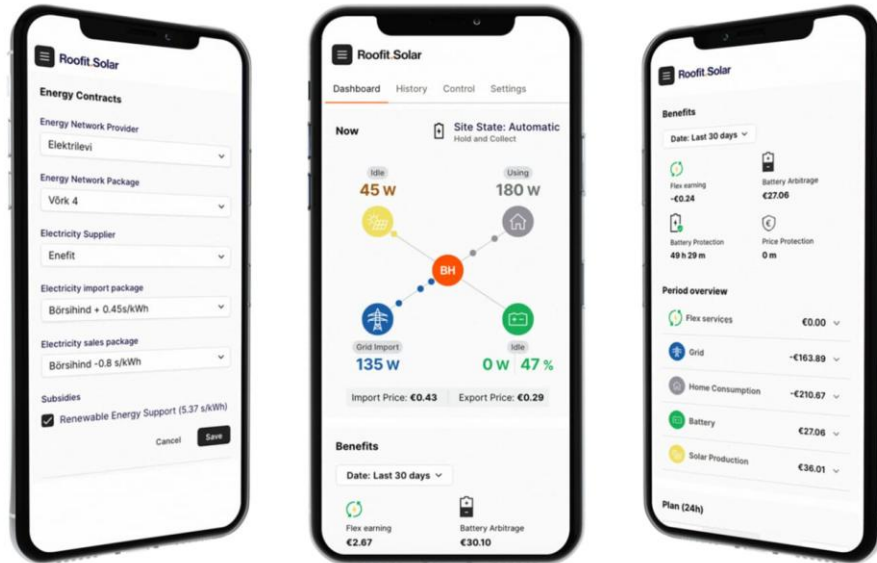 Roofit.Solar
Energy Contracts
Energy Network Provider
Elektrilevi
Energy Network Package
Võrk 4
Electricity Supplier
Enefit
Electricity import package
Börsihind + 0.45s/kWh
Electricity sales package
Börsihind -0.8 s/kWh
Subsidies
Renewable Energy Support (5.37 s/kWh)
Cancel Save
Roofit.Solar
Dashboard History Control Settings
Now
Site State: Automatic
Hold and Collect
Idle Using
45 W 180 W
BH
Grid Import Idle
135 W 0 W 47 %
Import Price: €0.43 Export Price: €0.29
Benefits
Date: Last 30 days
Flex earning Battery Arbitrage
€2.67 €30.10
Roofit.Solar
Benefits
Date: Last 30 days
Flex earning Battery Arbitrage
-€0.24 €27.06
Battery Protection Price Protection
49 h 29 m 0 m
Period overview
Flex services €0.00
Grid -€163.89
Home Consumption -€210.67
Battery €27.06
Solar Production €36.01
Plan (24h)